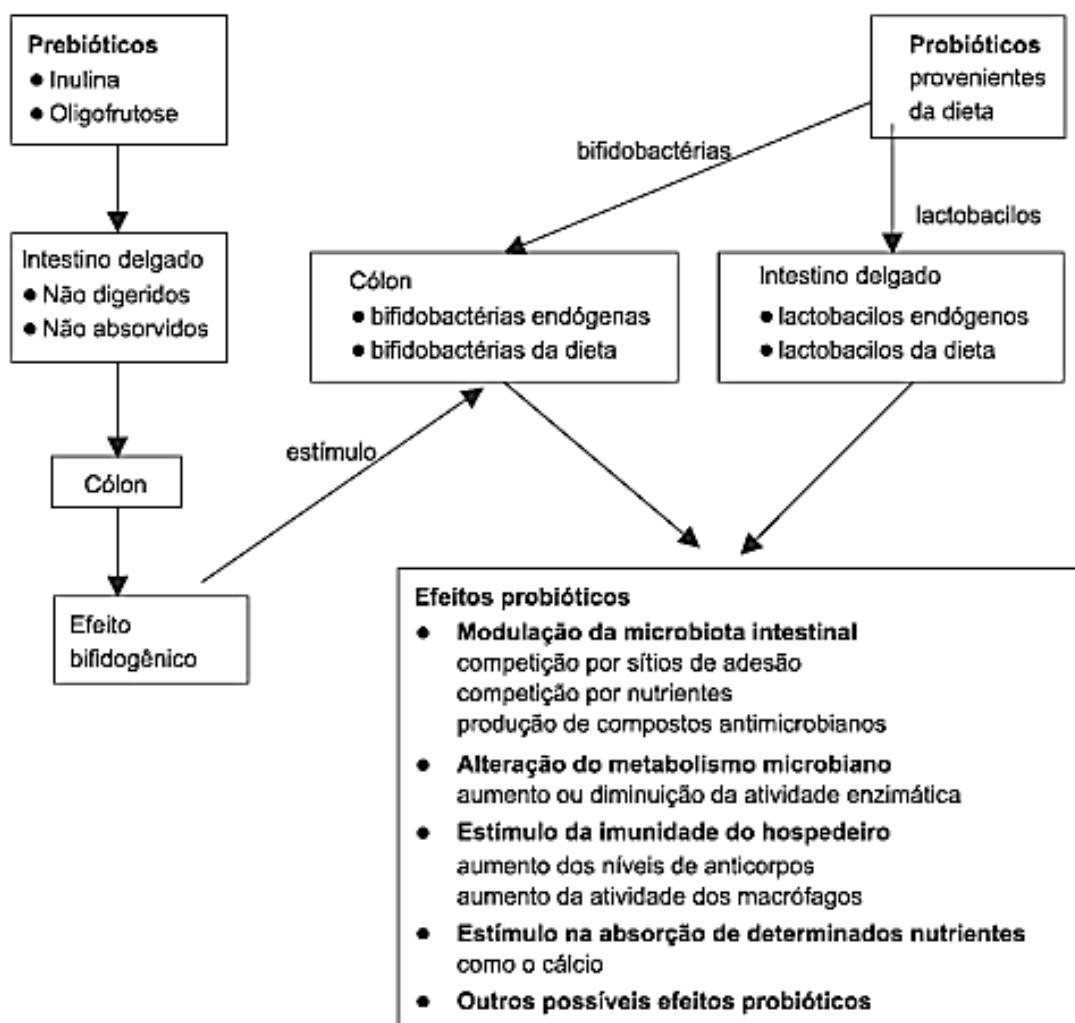 Prebióticos
● Inulina
● Oligofrutose
Probióticos
provenientes
da dieta
bifidobactérias
lactobacilos
Intestino delgado
● Não digeridos
● Não absorvidos
Cólon
● bifidobactérias endógenas
● bifidobactérias da dieta
Intestino delgado
● lactobacilos endógenos
● lactobacilos da dieta
estímulo
Cólon
Efeito
bifidogênico
Efeitos probióticos
● Modulação da microbiota intestinal
competição por sítios de adesão
competição por nutrientes
produção de compostos antimicrobianos
● Alteração do metabolismo microbiano
aumento ou diminuição da atividade enzimática
● Estímulo da imunidade do hospedeiro
aumento dos níveis de anticorpos
aumento da atividade dos macrófagos
● Estímulo na absorção de determinados nutrientes
como o cálcio
● Outros possíveis efeitos probióticos